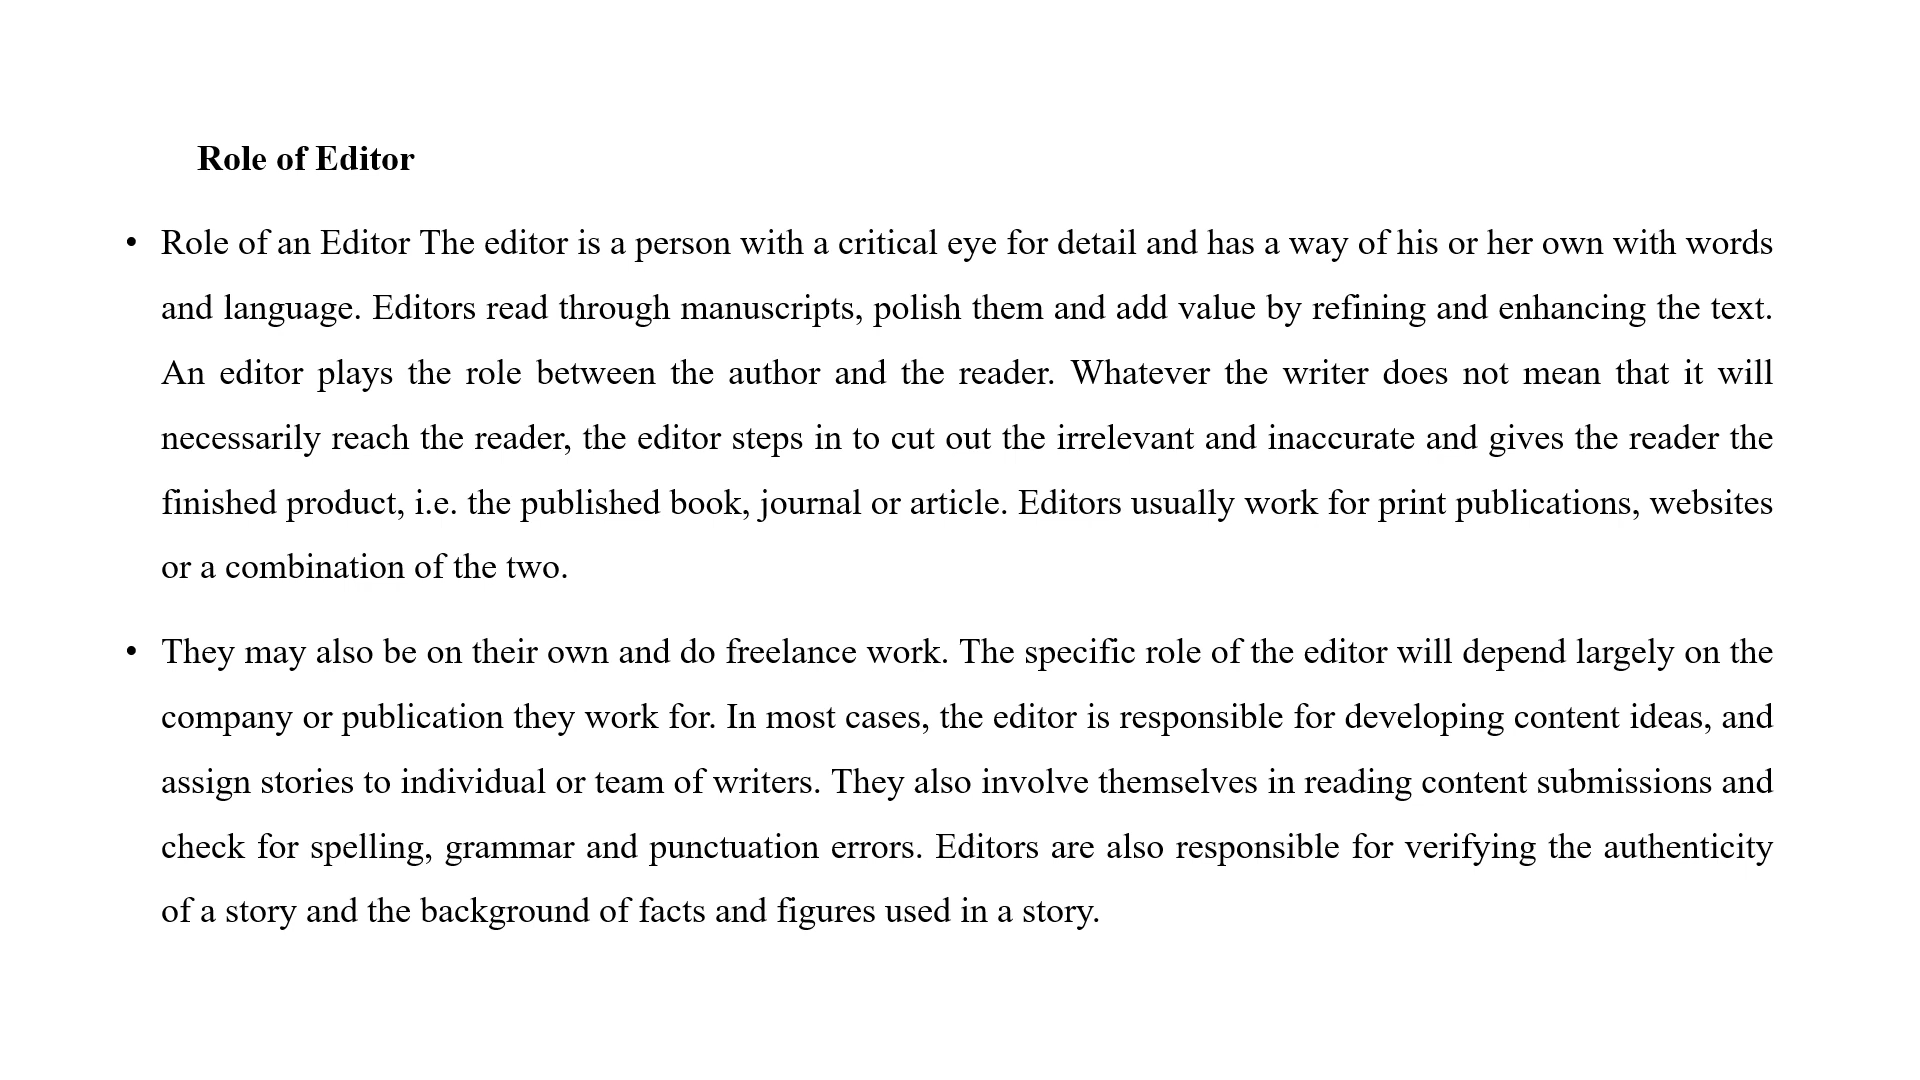 Role of Editor
• Role of an Editor The editor is a person with a critical eye for detail and has a way of his or her own with words
and language. Editors read through manuscripts, polish them and add value by refining and enhancing the text.
An editor plays the role between the author and the reader. Whatever the writer does not mean that it will
necessarily reach the reader, the editor steps in to cut out the irrelevant and inaccurate and gives the reader the
finished product, i.e. the published book, journal or article. Editors usually work for print publications, websites
or a combination of the two.
• They may also be on their own and do freelance work. The specific role of the editor will depend largely on the
company or publication they work for. In most cases, the editor is responsible for developing content ideas, and
assign stories to individual or team of writers. They also involve themselves in reading content submissions and
check for spelling, grammar and punctuation errors. Editors are also responsible for verifying the authenticity
of a story and the background of facts and figures used in a story.